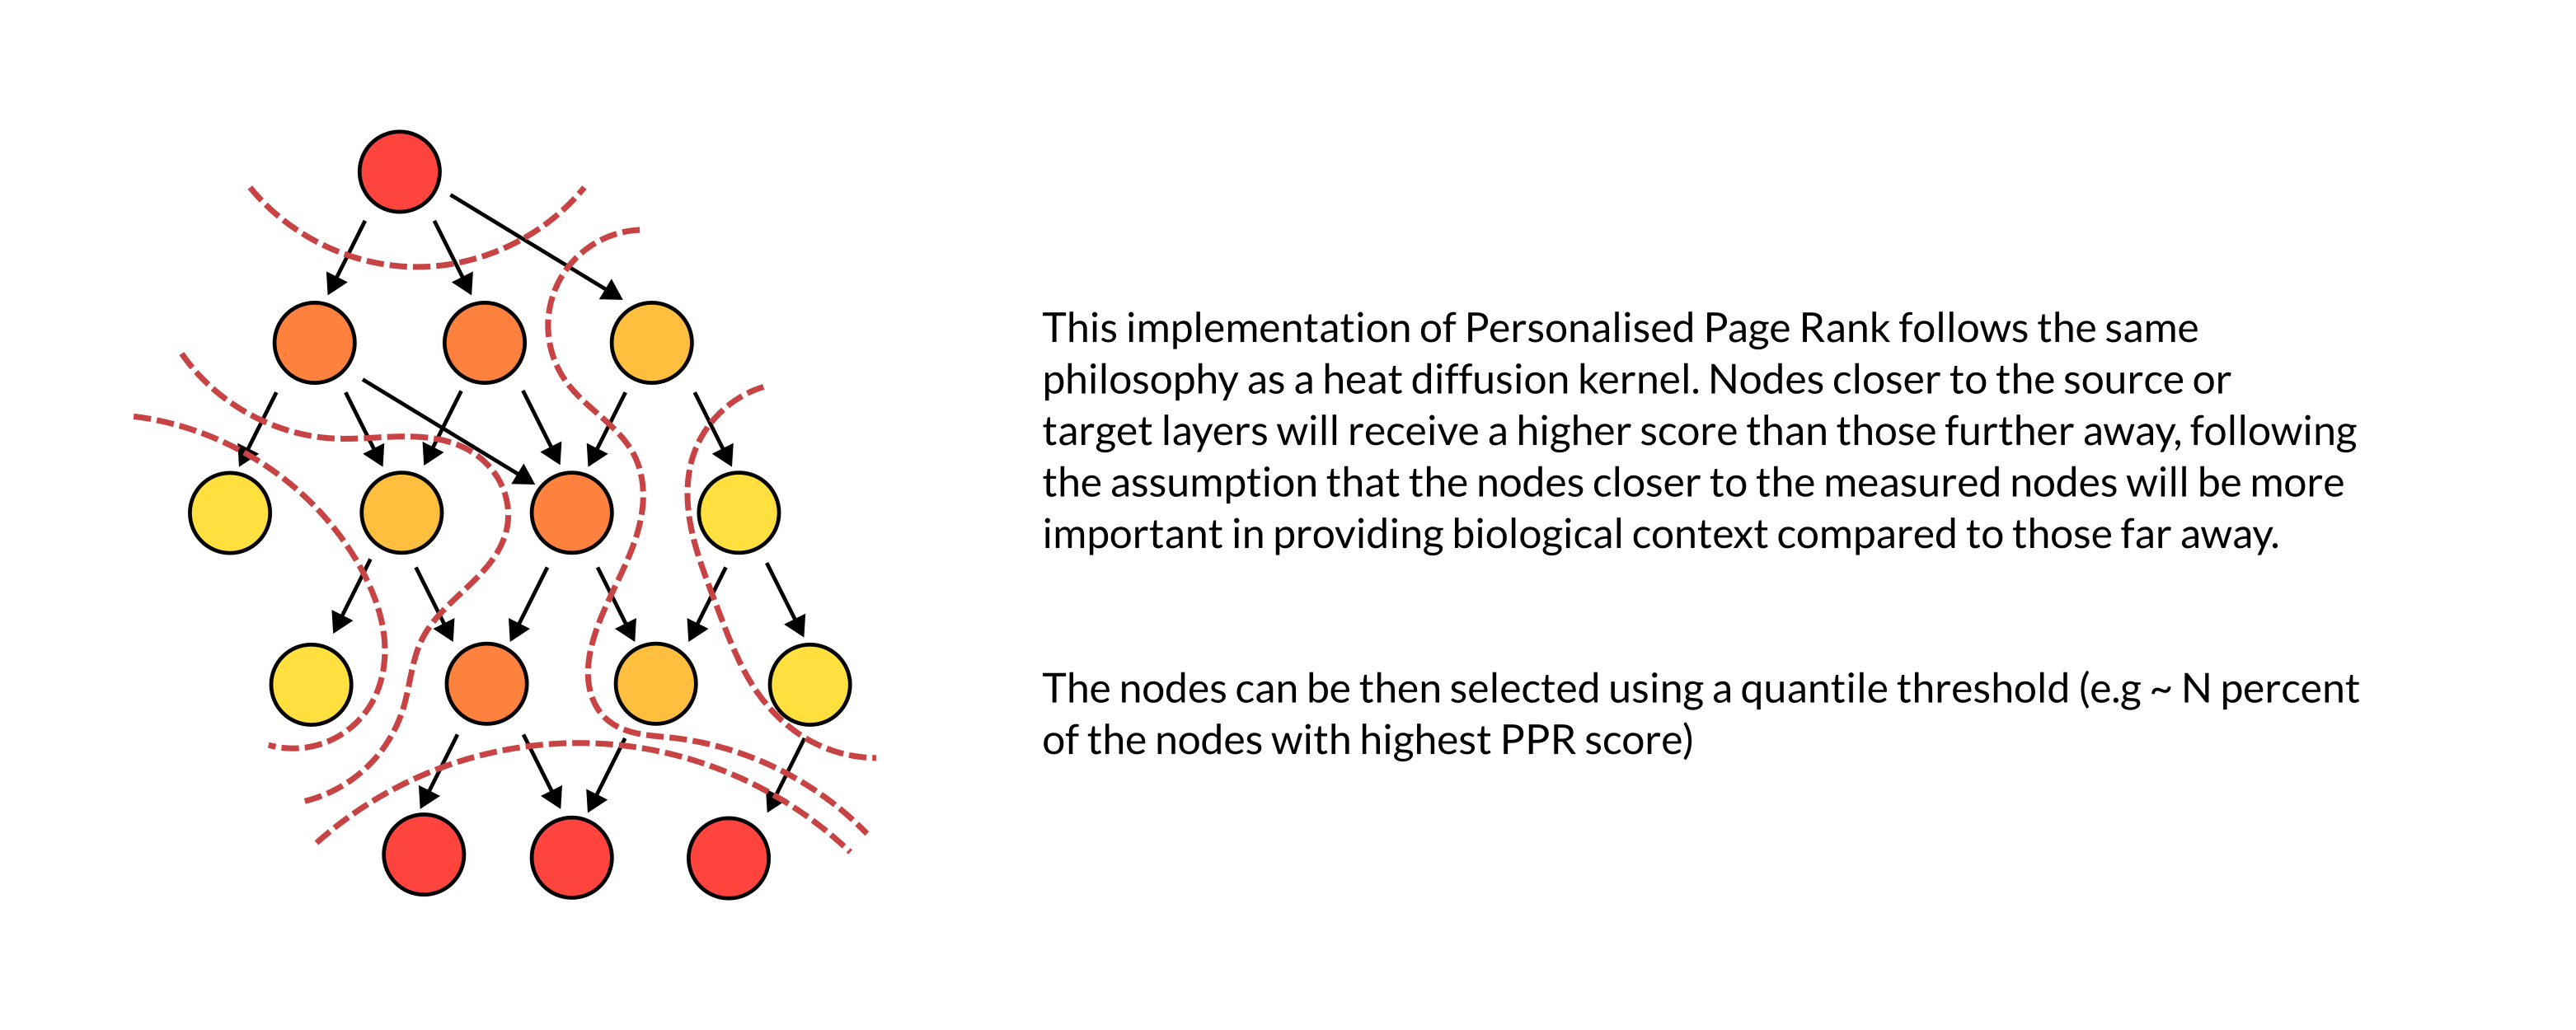 This implementation of Personalised Page Rank follows the same
philosophy as a heat diffusion kernel. Nodes closer to the source or
target layers will receive a higher score than those further away, following
the assumption that the nodes closer to the measured nodes will be more
important in providing biological context compared to those far away.
The nodes can be then selected using a quantile threshold (e.g ~ N percent
of the nodes with highest PPR score)